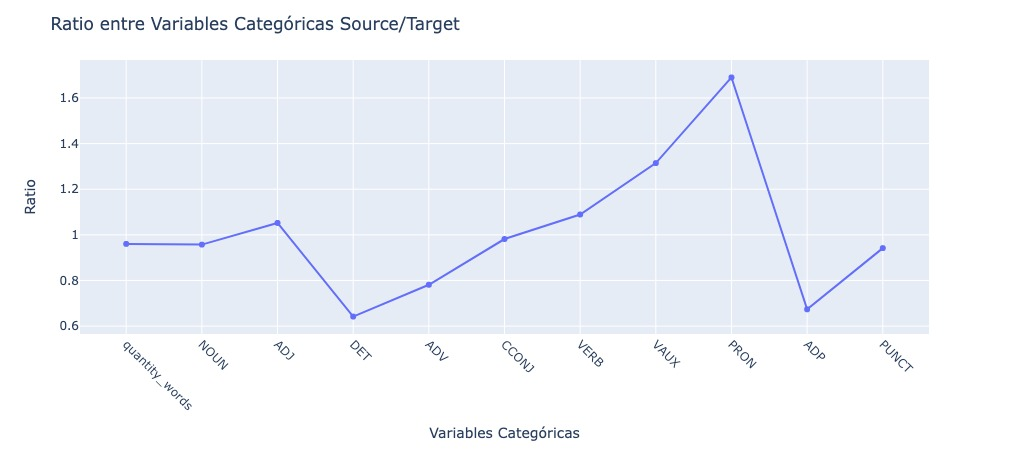 Ratio entre Variables Categóricas Source/Target
Ratio
1.6
1.4
1.2
1
0.8
0.6
quantity_words
NOUN
ADJ
DET
ADV
CCONJ
VERB
VAUX
PRON
ADP
PUNCT
Variables Categóricas